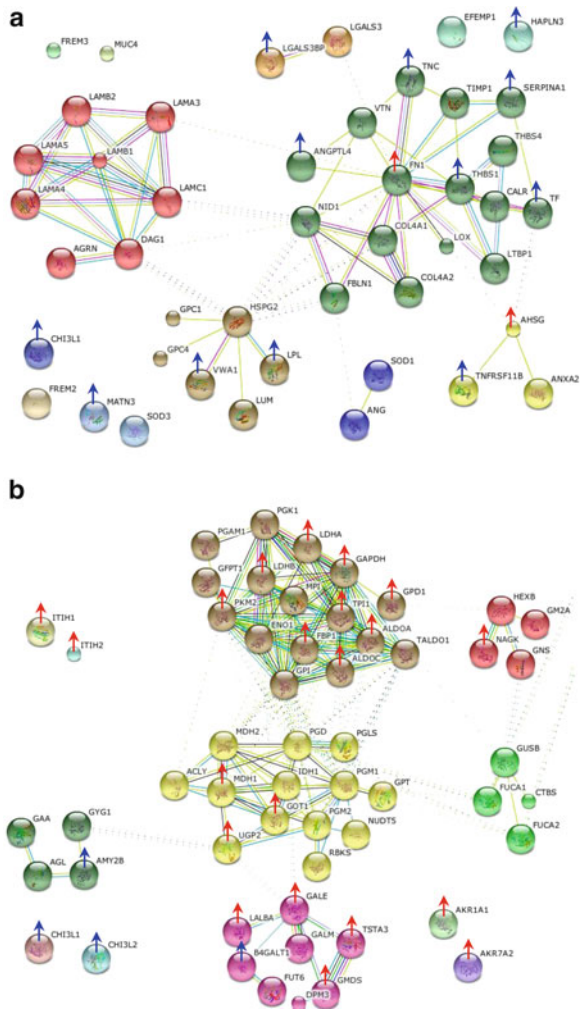 a
FREM3
MUC4
LGALS3
LGALS3BP
EFEMP1
HAPLN3
LAMB2
LAMA3
TNC
TIMP1
SERPINA1
VTN
LAMA5
LAMB1
ANGPTL4
FN1
THBS4
THBS1
CALR
TF
LAMA4
LAMC1
NID1
COL4A1
LOX
LTBP1
AGRN
DAG1
FBLN1
COL4A2
GPC1
HSPG2
AHSG
CHI3L1
GPC4
VWA1
LPL
SOD1
TNFRSF11B
ANXA2
FREM2
MATN3
SOD3
LUM
ANG
b
PGK1
PGAM1
LDHA
GFPT1
LDHB
GAPDH
MPI
PKM2
TPI1
GPD1
HEXB
GM2A
ITIH1
ENO1
FBP1
ALDOA
TALDO1
NAGK
GNS
ITIH2
GPI
ALDOC
MDH2
PGD
PGLS
GUSB
ACLY
MDH1
IDH1
PGM1
GPT
FUCA1
CTBS
GOT1
PGM2
NUDT5
FUCA2
GAA
GYG1
UGP2
RBKS
AGL
AMY2B
GALE
LALBA
GALM
TSTA3
AKR1A1
CHI3L1
CHI3L2
B4GALT1
FUT6
GMDS
AKR7A2
DPM3